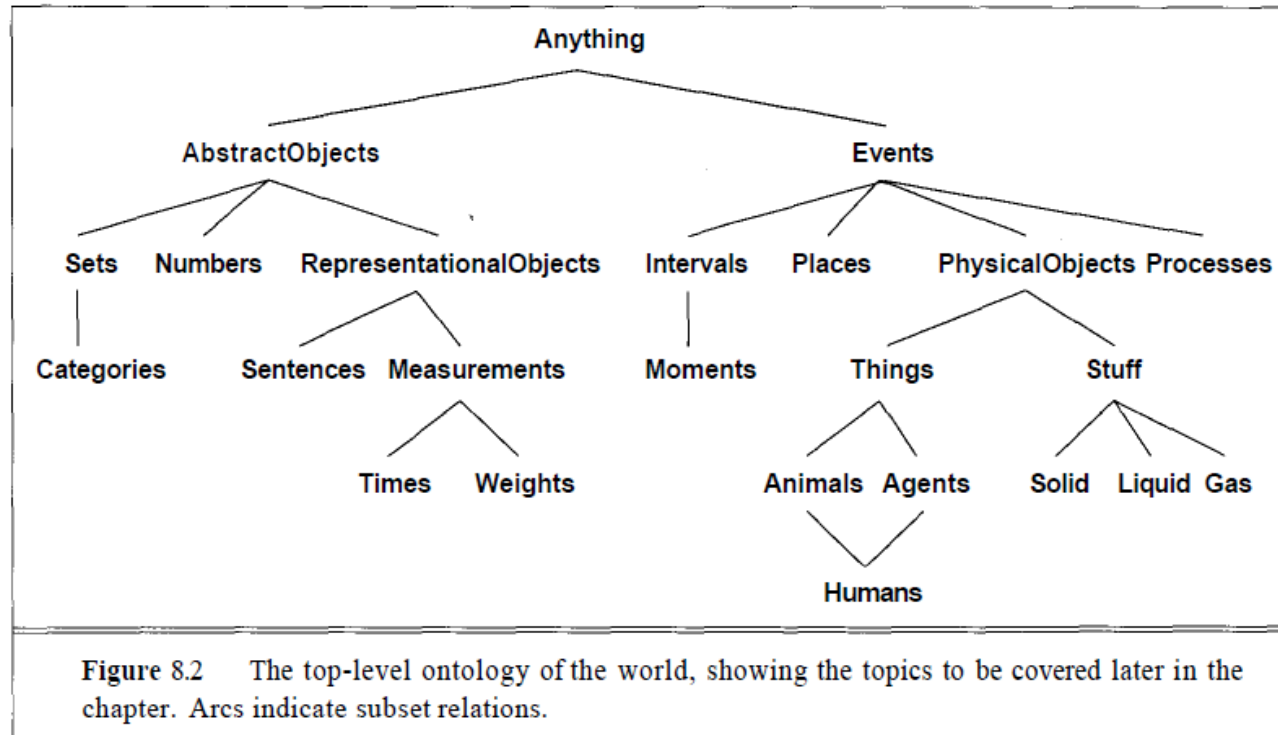 Anything
AbstractObjects Events
Sets Numbers RepresentationalObjects Intervals Places PhysicalObjects Processes
Categories Sentences Measurements Moments Things Stuff
Times Weights Animals Agents Solid Liquid Gas
Humans
Figure 8.2 The top-level ontology of the world, showing the topics to be covered later in the
chapter. Arcs indicate subset relations.